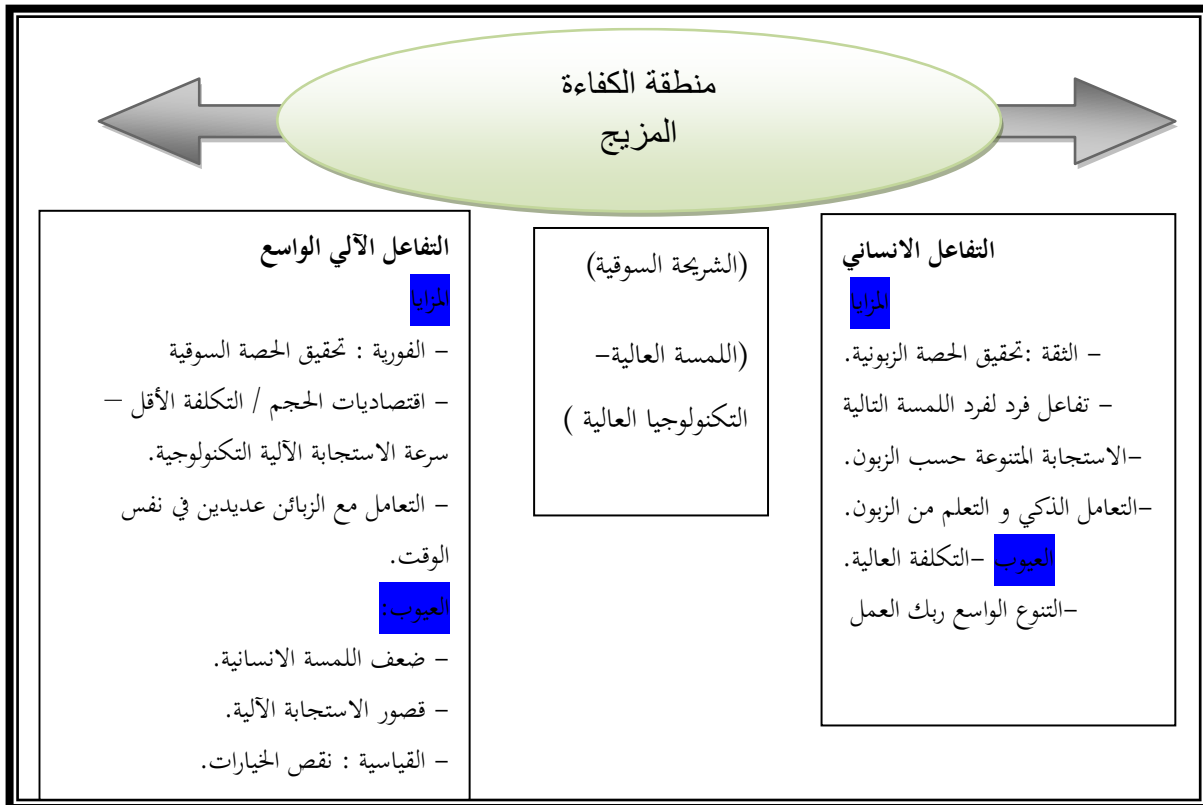 منطقة الكفاءة
المزيج
التفاعل الانساني
المزايا
– الثقة :تحقيق الحصة الزبونية.
– تفاعل فرد لفرد اللمسة التالية
–الاستجابة المتنوعة حسب الزبون.
–التعامل الذكي و التعلم من الزبون.
العيوب –التكلفة العالية.
–التنوع الواسع ربك العمل
(الشريحة السوقية)
(اللمسة العالية–
التكنولوجيا العالية )
التفاعل الآلي الواسع
المزايا
– الفورية : تحقيق الحصة السوقية
– اقتصاديات الحجم / التكلفة الأقل –
سرعة الاستجابة الآلية التكنولوجية.
– التعامل مع الزبائن عديدين في نفس
الوقت.
العيوب:
– ضعف اللمسة الانسانية.
– قصور الاستجابة الآلية.
– القياسية : نقص الخيارات.